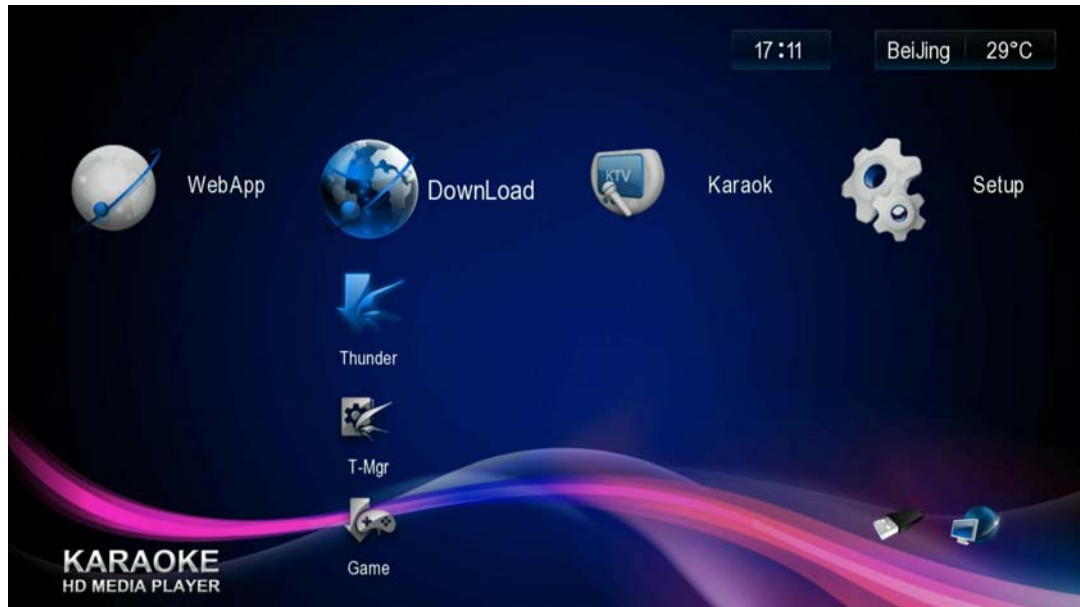 17:11
BeiJing 29°C
WebApp
DownLoad
KTV
Karaok
Setup
Thunder
T-Mgr
Game
KARAOKE
HD MEDIA PLAYER